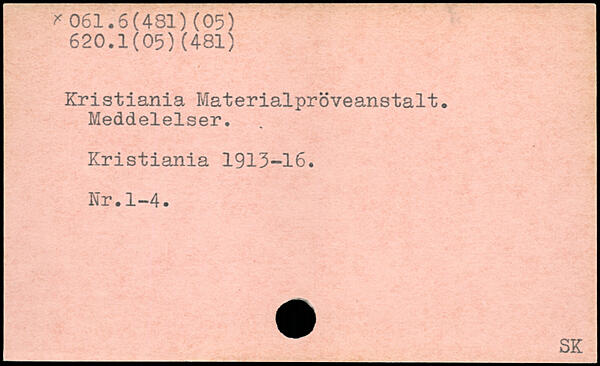 × 061.6(481)(05)
620.1(05)(481)
Kristiania Materialpröveanstalt.
Meddelelser.
Kristiania 1913-16.
Nr.1-4.
SK